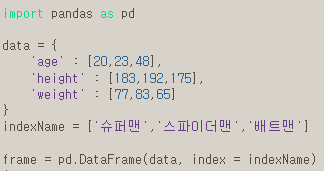 import pandas as pd
data = {
    'age' : [20,23,48],
    'height' : [183,192,175],
    'weight' : [77,83,65]
}
indexName = ['슈퍼맨','스파이더맨','배트맨']
frame = pd.DataFrame(data, index = indexName)